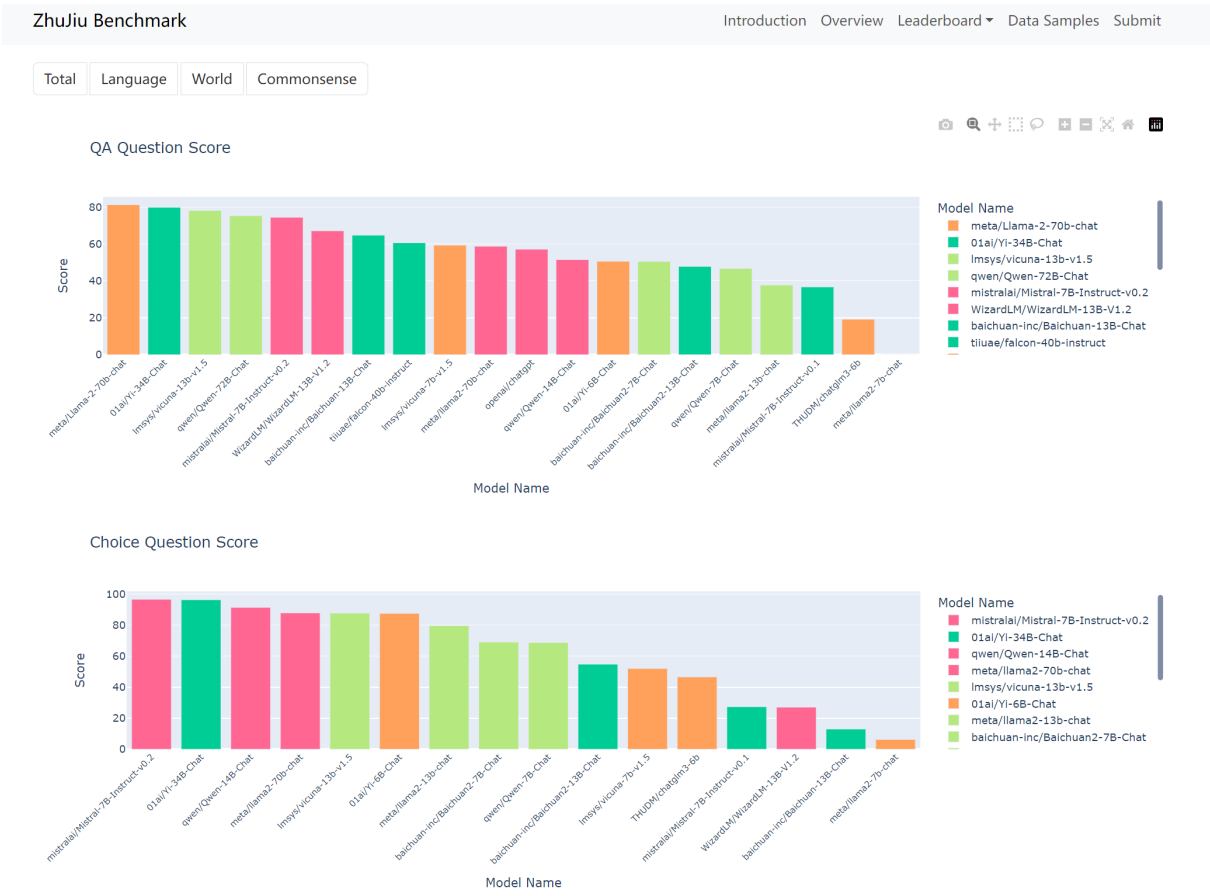 ZhuJiu Benchmark
Introduction Overview Leaderboard Data Samples Submit
Total Language World Commonsense
QA Question Score
80
60
40
20
0
Score
meta/Llama-2-70b-chat
01ai/Yi-34B-Chat
lmsys/vicuna-13b-v1.5
qwen/Qwen-72B-Chat
mistralai/Mistral-7B-Instruct-v0.2
WizardLM/WizardLM-13B-V1.2
baichuan-inc/Baichuan-13B-Chat
tiiuae/falcon-40b-instruct
lmsys/vicuna-7b-v1.5
meta/llama2-70b-chat
openai/chatgpt
qwen/Qwen-14B-Chat
01ai/Yi-6B-Chat
baichuan-inc/Baichuan2-7B-Chat
baichuan-inc/Baichuan2-13B-Chat
qwen/Qwen-7B-Chat
meta/llama2-13b-chat
mistralai/Mistral-7B-Instruct-v0.1
THUDM/chatglm3-6b
meta/llama2-7b-chat
Model Name
Model Name
meta/Llama-2-70b-chat
01ai/Yi-34B-Chat
lmsys/vicuna-13b-v1.5
qwen/Qwen-72B-Chat
mistralai/Mistral-7B-Instruct-v0.2
WizardLM/WizardLM-13B-V1.2
baichuan-inc/Baichuan-13B-Chat
tiiuae/falcon-40b-instruct
Choice Question Score
100
80
60
40
20
0
Score
mistralai/Mistral-7B-Instruct-v0.2
01ai/Yi-34B-Chat
qwen/Qwen-14B-Chat
meta/llama2-70b-chat
lmsys/vicuna-13b-v1.5
01ai/Yi-6B-Chat
meta/llama2-13b-chat
baichuan-inc/Baichuan2-7B-Chat
qwen/Qwen-7B-Chat
baichuan-inc/Baichuan2-13B-Chat
lmsys/vicuna-7b-v1.5
THUDM/chatglm3-6b
mistralai/Mistral-7B-Instruct-v0.1
WizardLM/WizardLM-13B-V1.2
baichuan-inc/Baichuan-13B-Chat
meta/llama2-7b-chat
Model Name
Model Name
mistralai/Mistral-7B-Instruct-v0.2
01ai/Yi-34B-Chat
qwen/Qwen-14B-Chat
meta/llama2-70b-chat
lmsys/vicuna-13b-v1.5
01ai/Yi-6B-Chat
meta/llama2-13b-chat
baichuan-inc/Baichuan2-7B-Chat